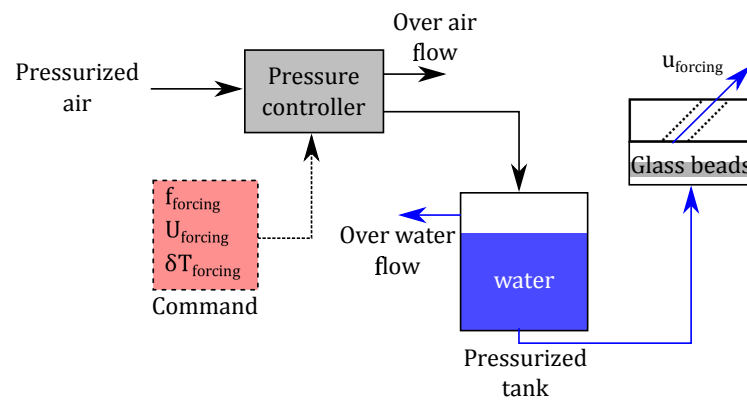 Over air
flow
Pressurized
air
Pressure
controller
u_forcing
Glass beads
f_forcing
U_forcing
δT_forcing
Command
Over water
flow
water
Pressurized
tank